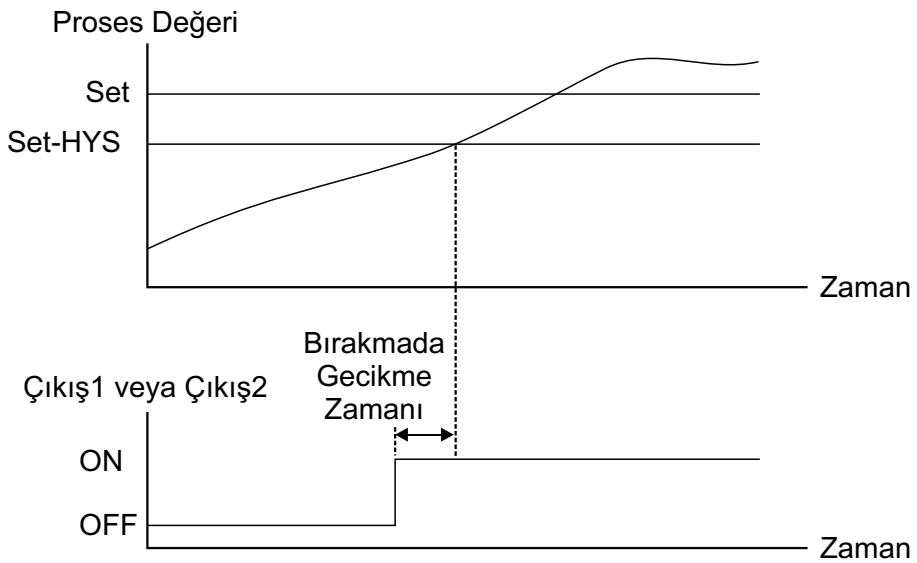 Proses Değeri
Set
Set-HYS
Zaman
Bırakmada
Gecikme
Zamanı
Çıkış1 veya Çıkış2
ON
OFF
Zaman